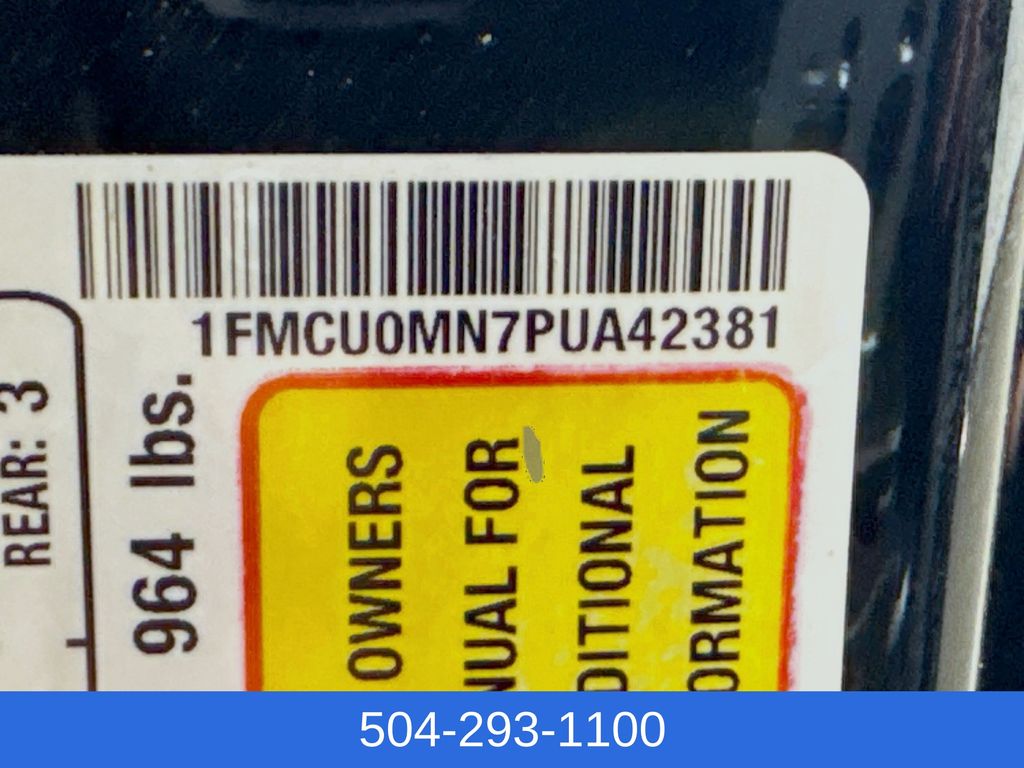 1FMCU0MN7PUA42381
REAR: 3
964 lbs.
OWNERS
NUAL FOR
DITIONAL
ORMATION
504-293-1100